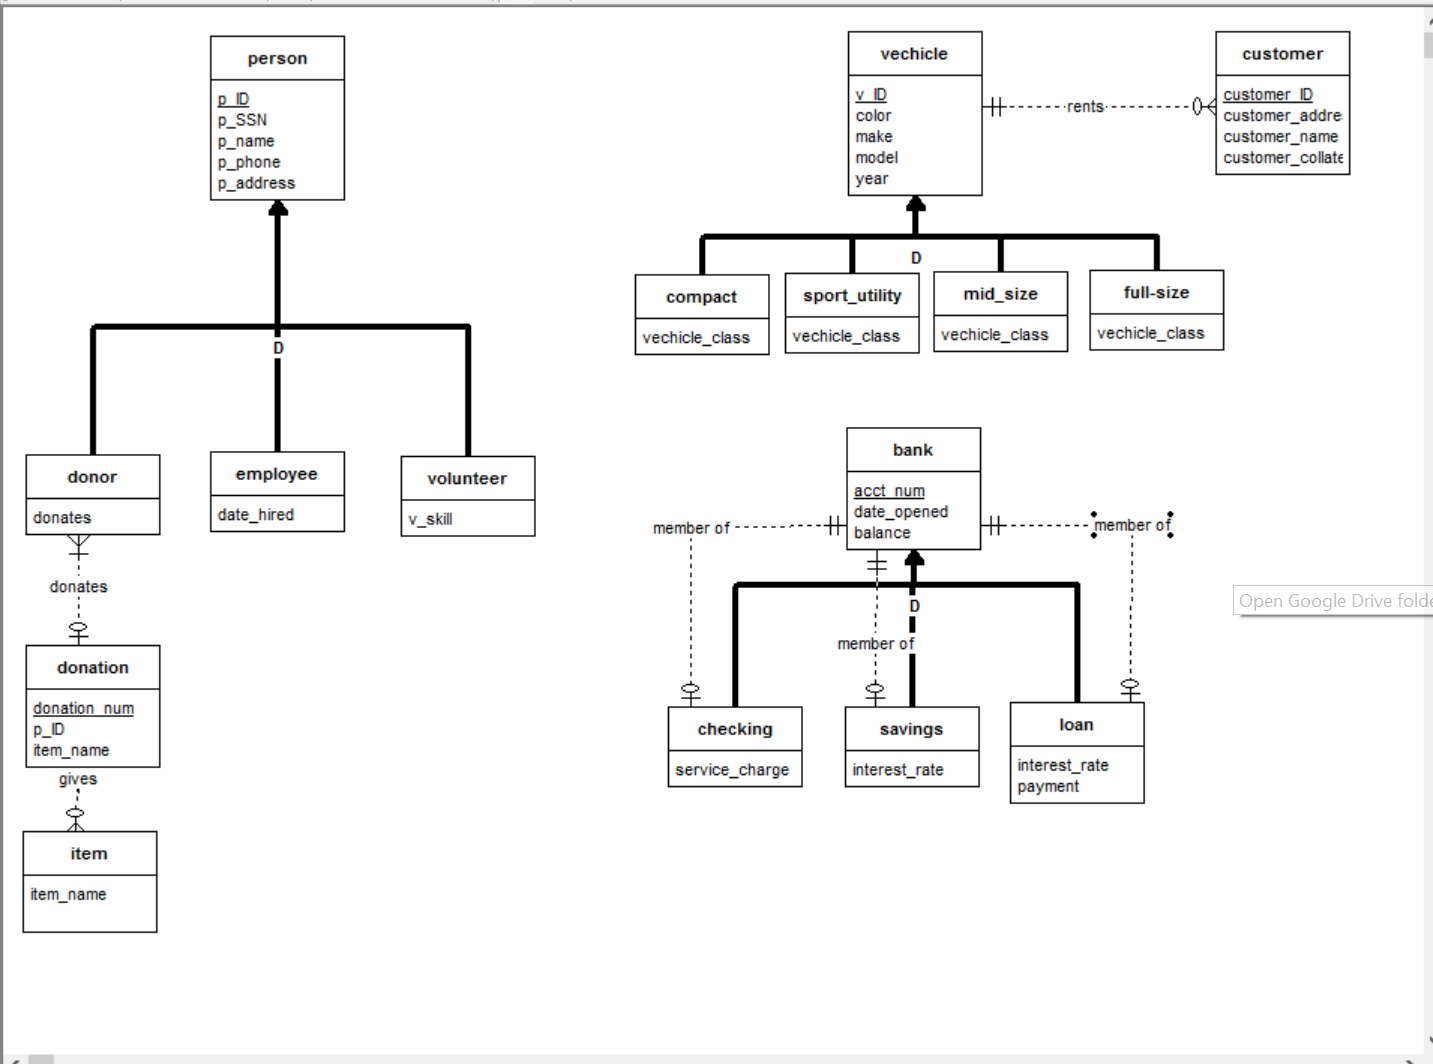 person
p_ID
p_SSN
p_name
p_phone
p_address
D
donor
donates
employee
date_hired
volunteer
v_skill
donates
donation
donation_num
p_ID
item_name
gives
item
item_name
vechicle
v_ID
color
make
model
year
rents
customer
customer_ID
customer_addre
customer_name
customer_collate
D
compact
vechicle_class
sport_utility
vechicle_class
mid_size
vechicle_class
full-size
vechicle_class
bank
acct_num
date_opened
balance
member of
member of
D
member of
checking
service_charge
savings
interest_rate
loan
interest_rate
payment
Open Google Drive folde